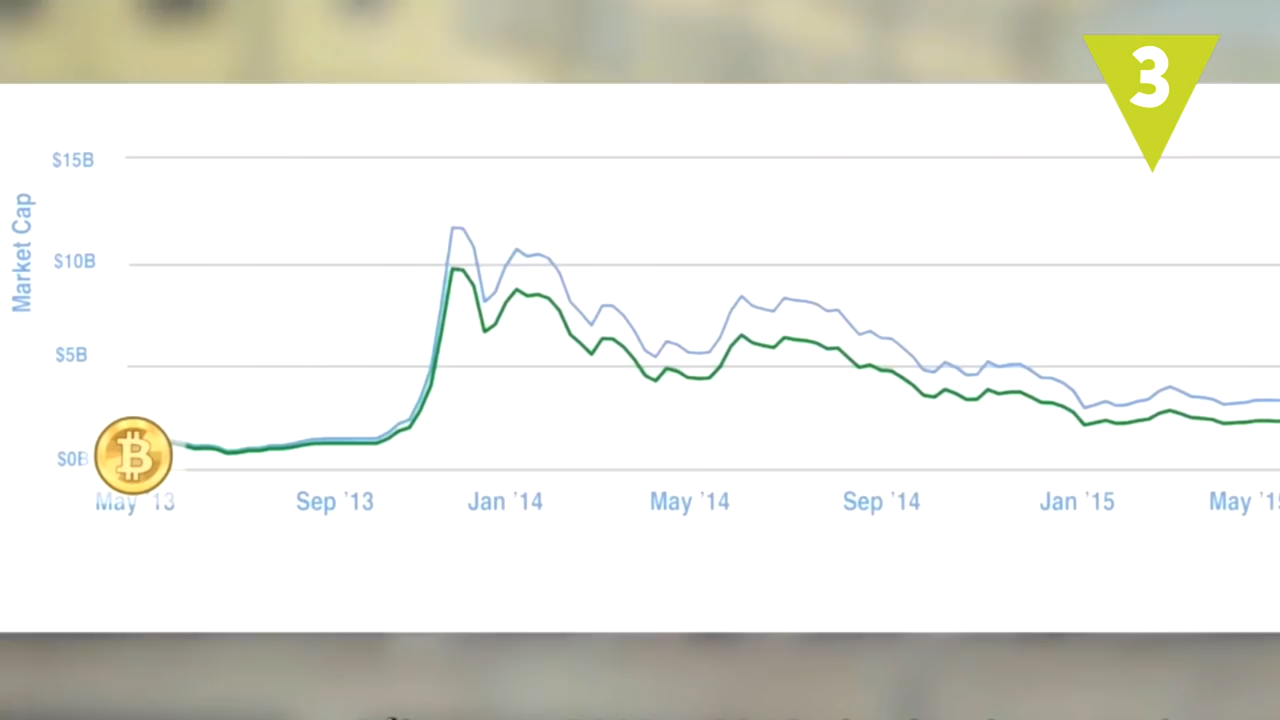 3
$15B
Market Cap
$10B
$5B
$0B
May '13
Sep '13
Jan '14
May '14
Sep '14
Jan '15
May '15